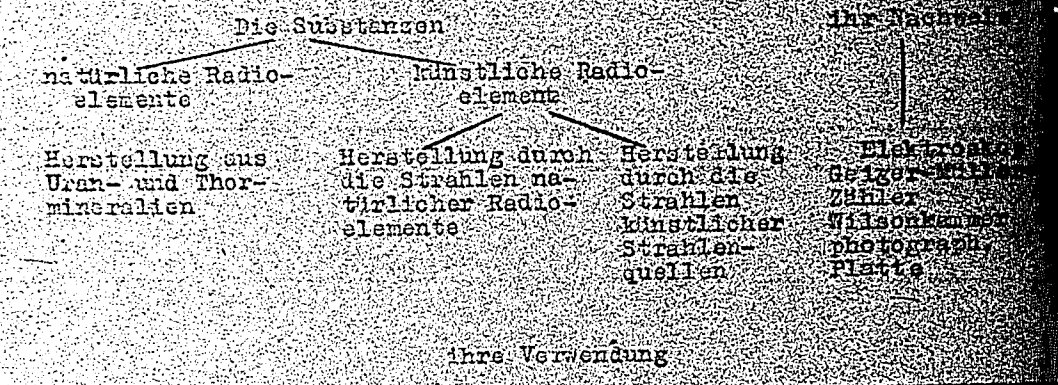 Die Substanzen
ihr Nachweis
natürliche Radio-
elemente
künstliche Radio-
elemente
Herstellung aus
Uran- und Thor-
mineralien
Herstellung durch
die Strahlen na-
türlicher Radio-
elemente
Herstellung
durch die
Strahlen
künstlicher
Strahlen-
quellen
Elektroskop
Geiger-Müller-
Zähler
Wilsonkammer
photograph.
Platte
ihre Verwendung